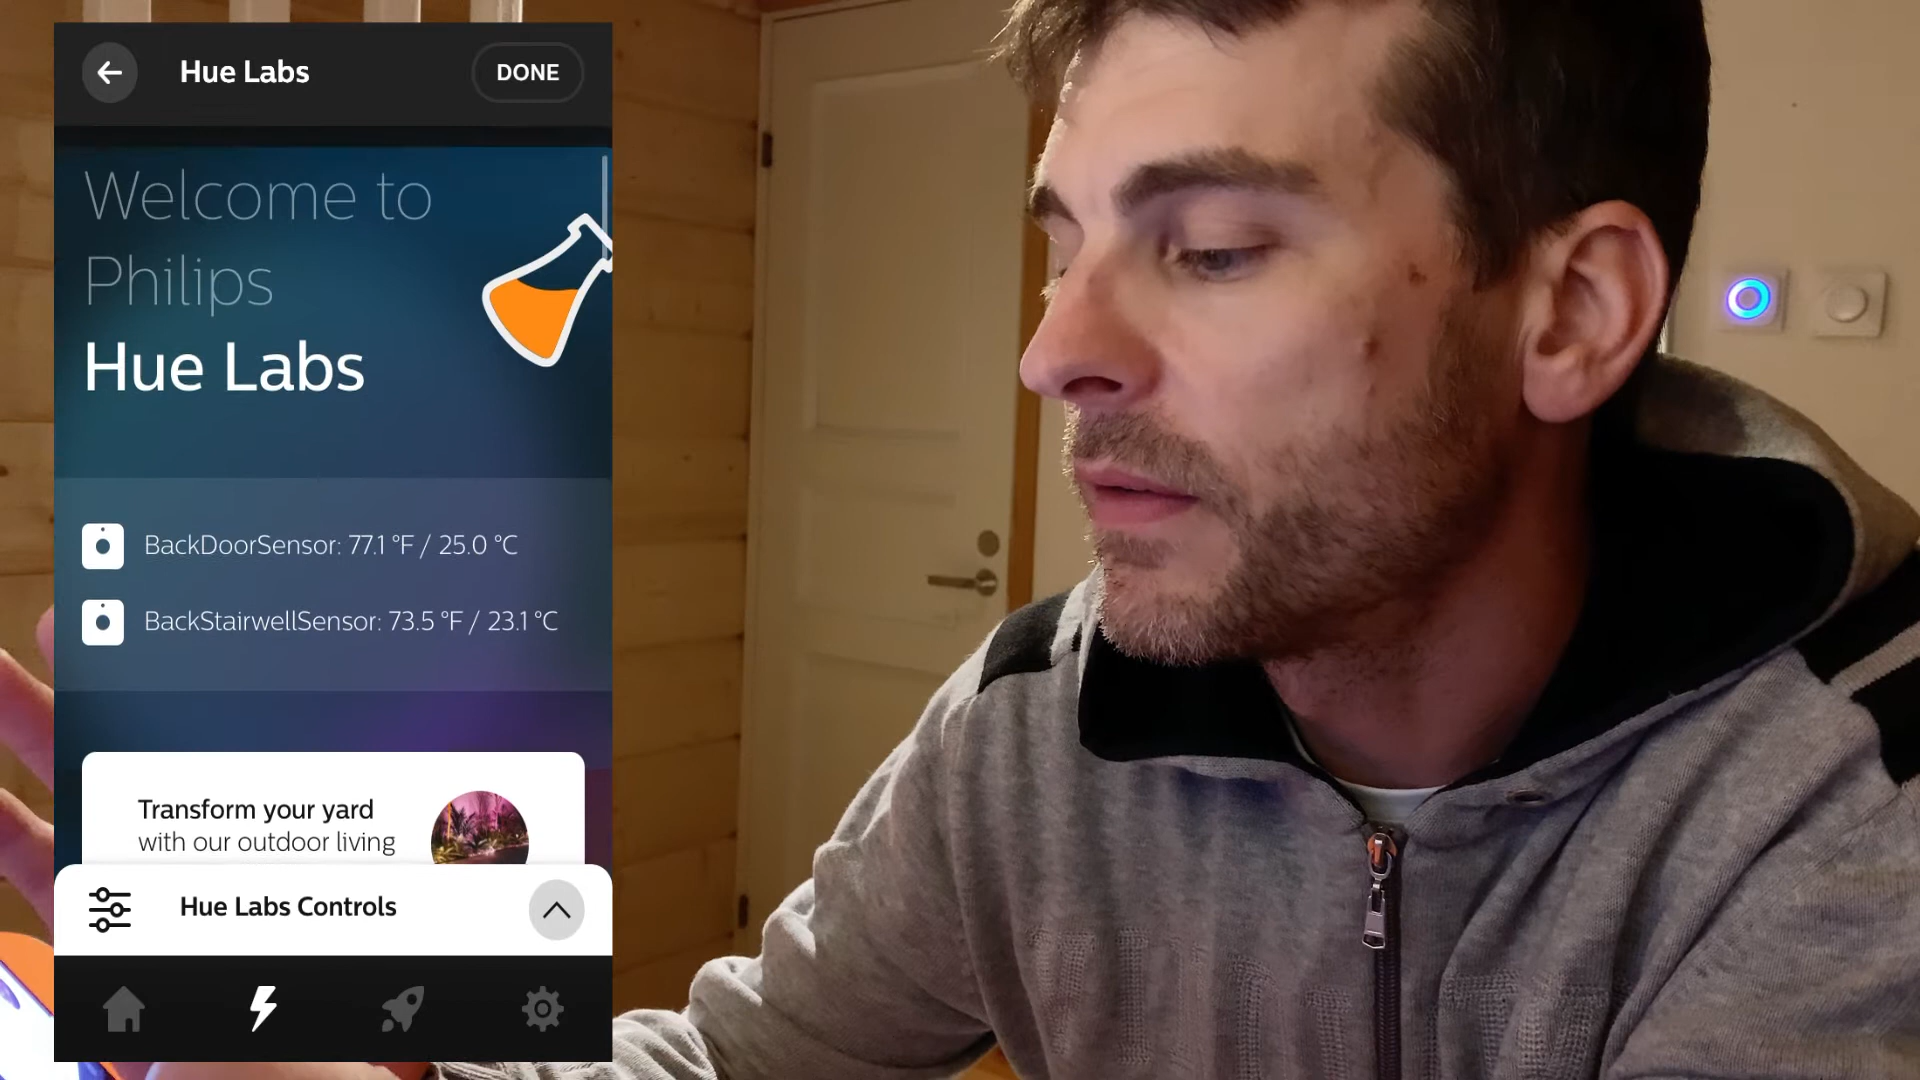 Hue Labs
DONE
Welcome to
Philips
Hue Labs
BackDoorSensor: 77.1 °F / 25.0 °C
BackStairwellSensor: 73.5 °F / 23.1 °C
Transform your yard
with our outdoor living
Hue Labs Controls